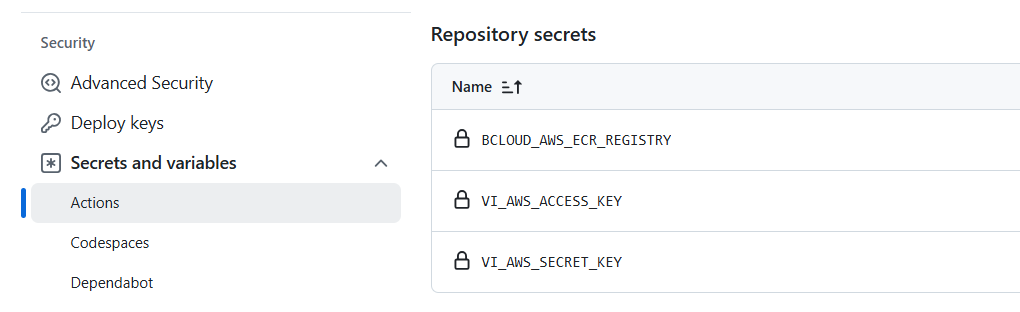 Security
Advanced Security
Deploy keys
Secrets and variables
Actions
Codespaces
Dependabot
Repository secrets
Name
BCLOUD_AWS_ECR_REGISTRY
VI_AWS_ACCESS_KEY
VI_AWS_SECRET_KEY